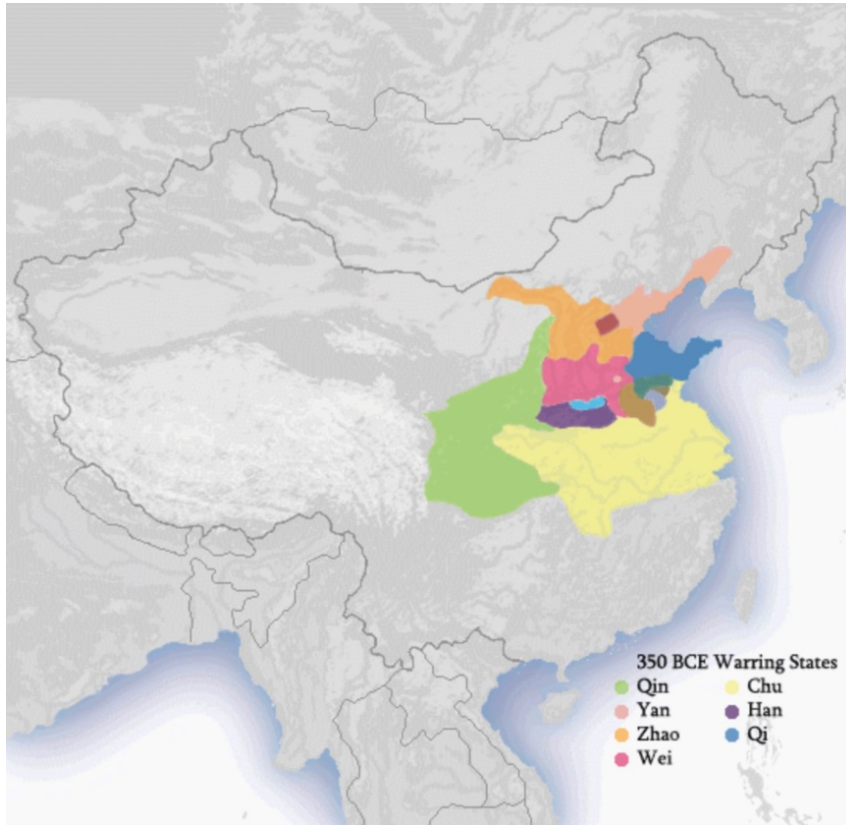 350 BCE Warring States
Qin
Yan
Zhao
Wei
Chu
Han
Qi